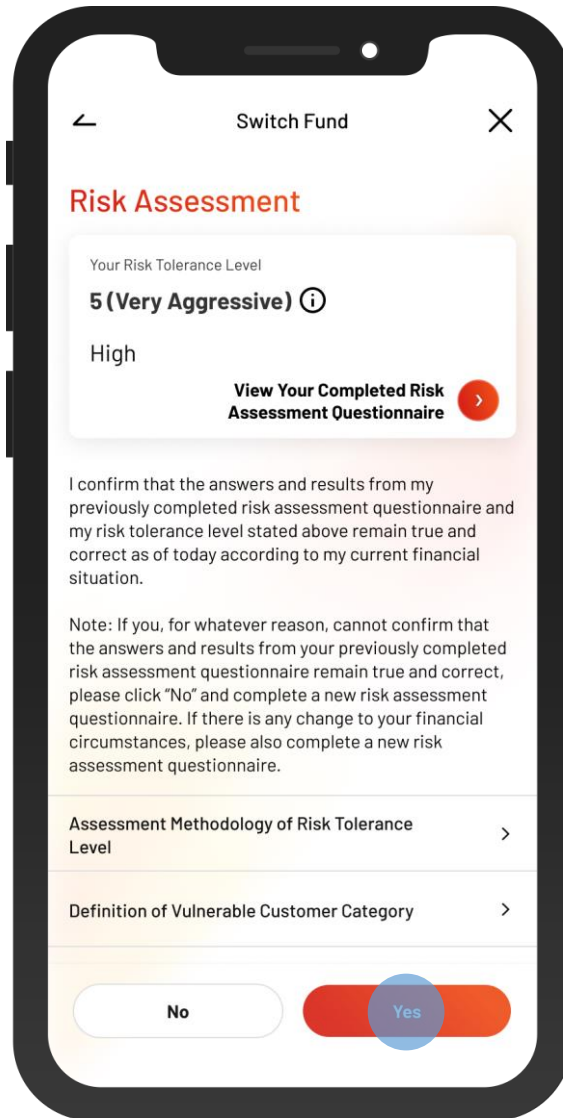 Switch Fund
Risk Assessment
Your Risk Tolerance Level
5 (Very Aggressive)
High
View Your Completed Risk
Assessment Questionnaire
I confirm that the answers and results from my
previously completed risk assessment questionnaire and
my risk tolerance level stated above remain true and
correct as of today according to my current financial
situation.
Note: If you, for whatever reason, cannot confirm that
the answers and results from your previously completed
risk assessment questionnaire remain true and correct,
please click “No” and complete a new risk assessment
questionnaire. If there is any change to your financial
circumstances, please also complete a new risk
assessment questionnaire.
Assessment Methodology of Risk Tolerance
Level
Definition of Vulnerable Customer Category
No
Yes